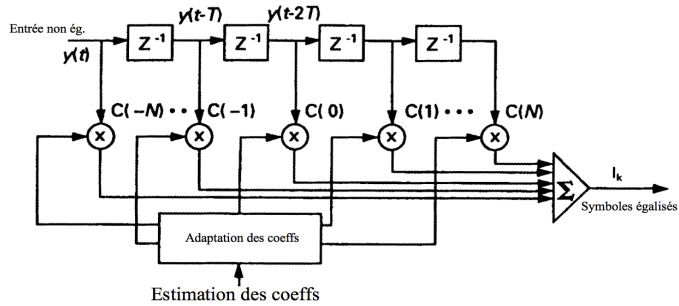 Entrée non ég.
y(t)
y(t-T)
y(t-2T)
Z⁻¹
Z⁻¹
Z⁻¹
Z⁻¹
C(-N)··
C(-1)
C(0)
C(1)···
C(N)
x
x
x
x
x
Σ
Iₖ
Symboles égalisés
Adaptation des coeffs
Estimation des coeffs